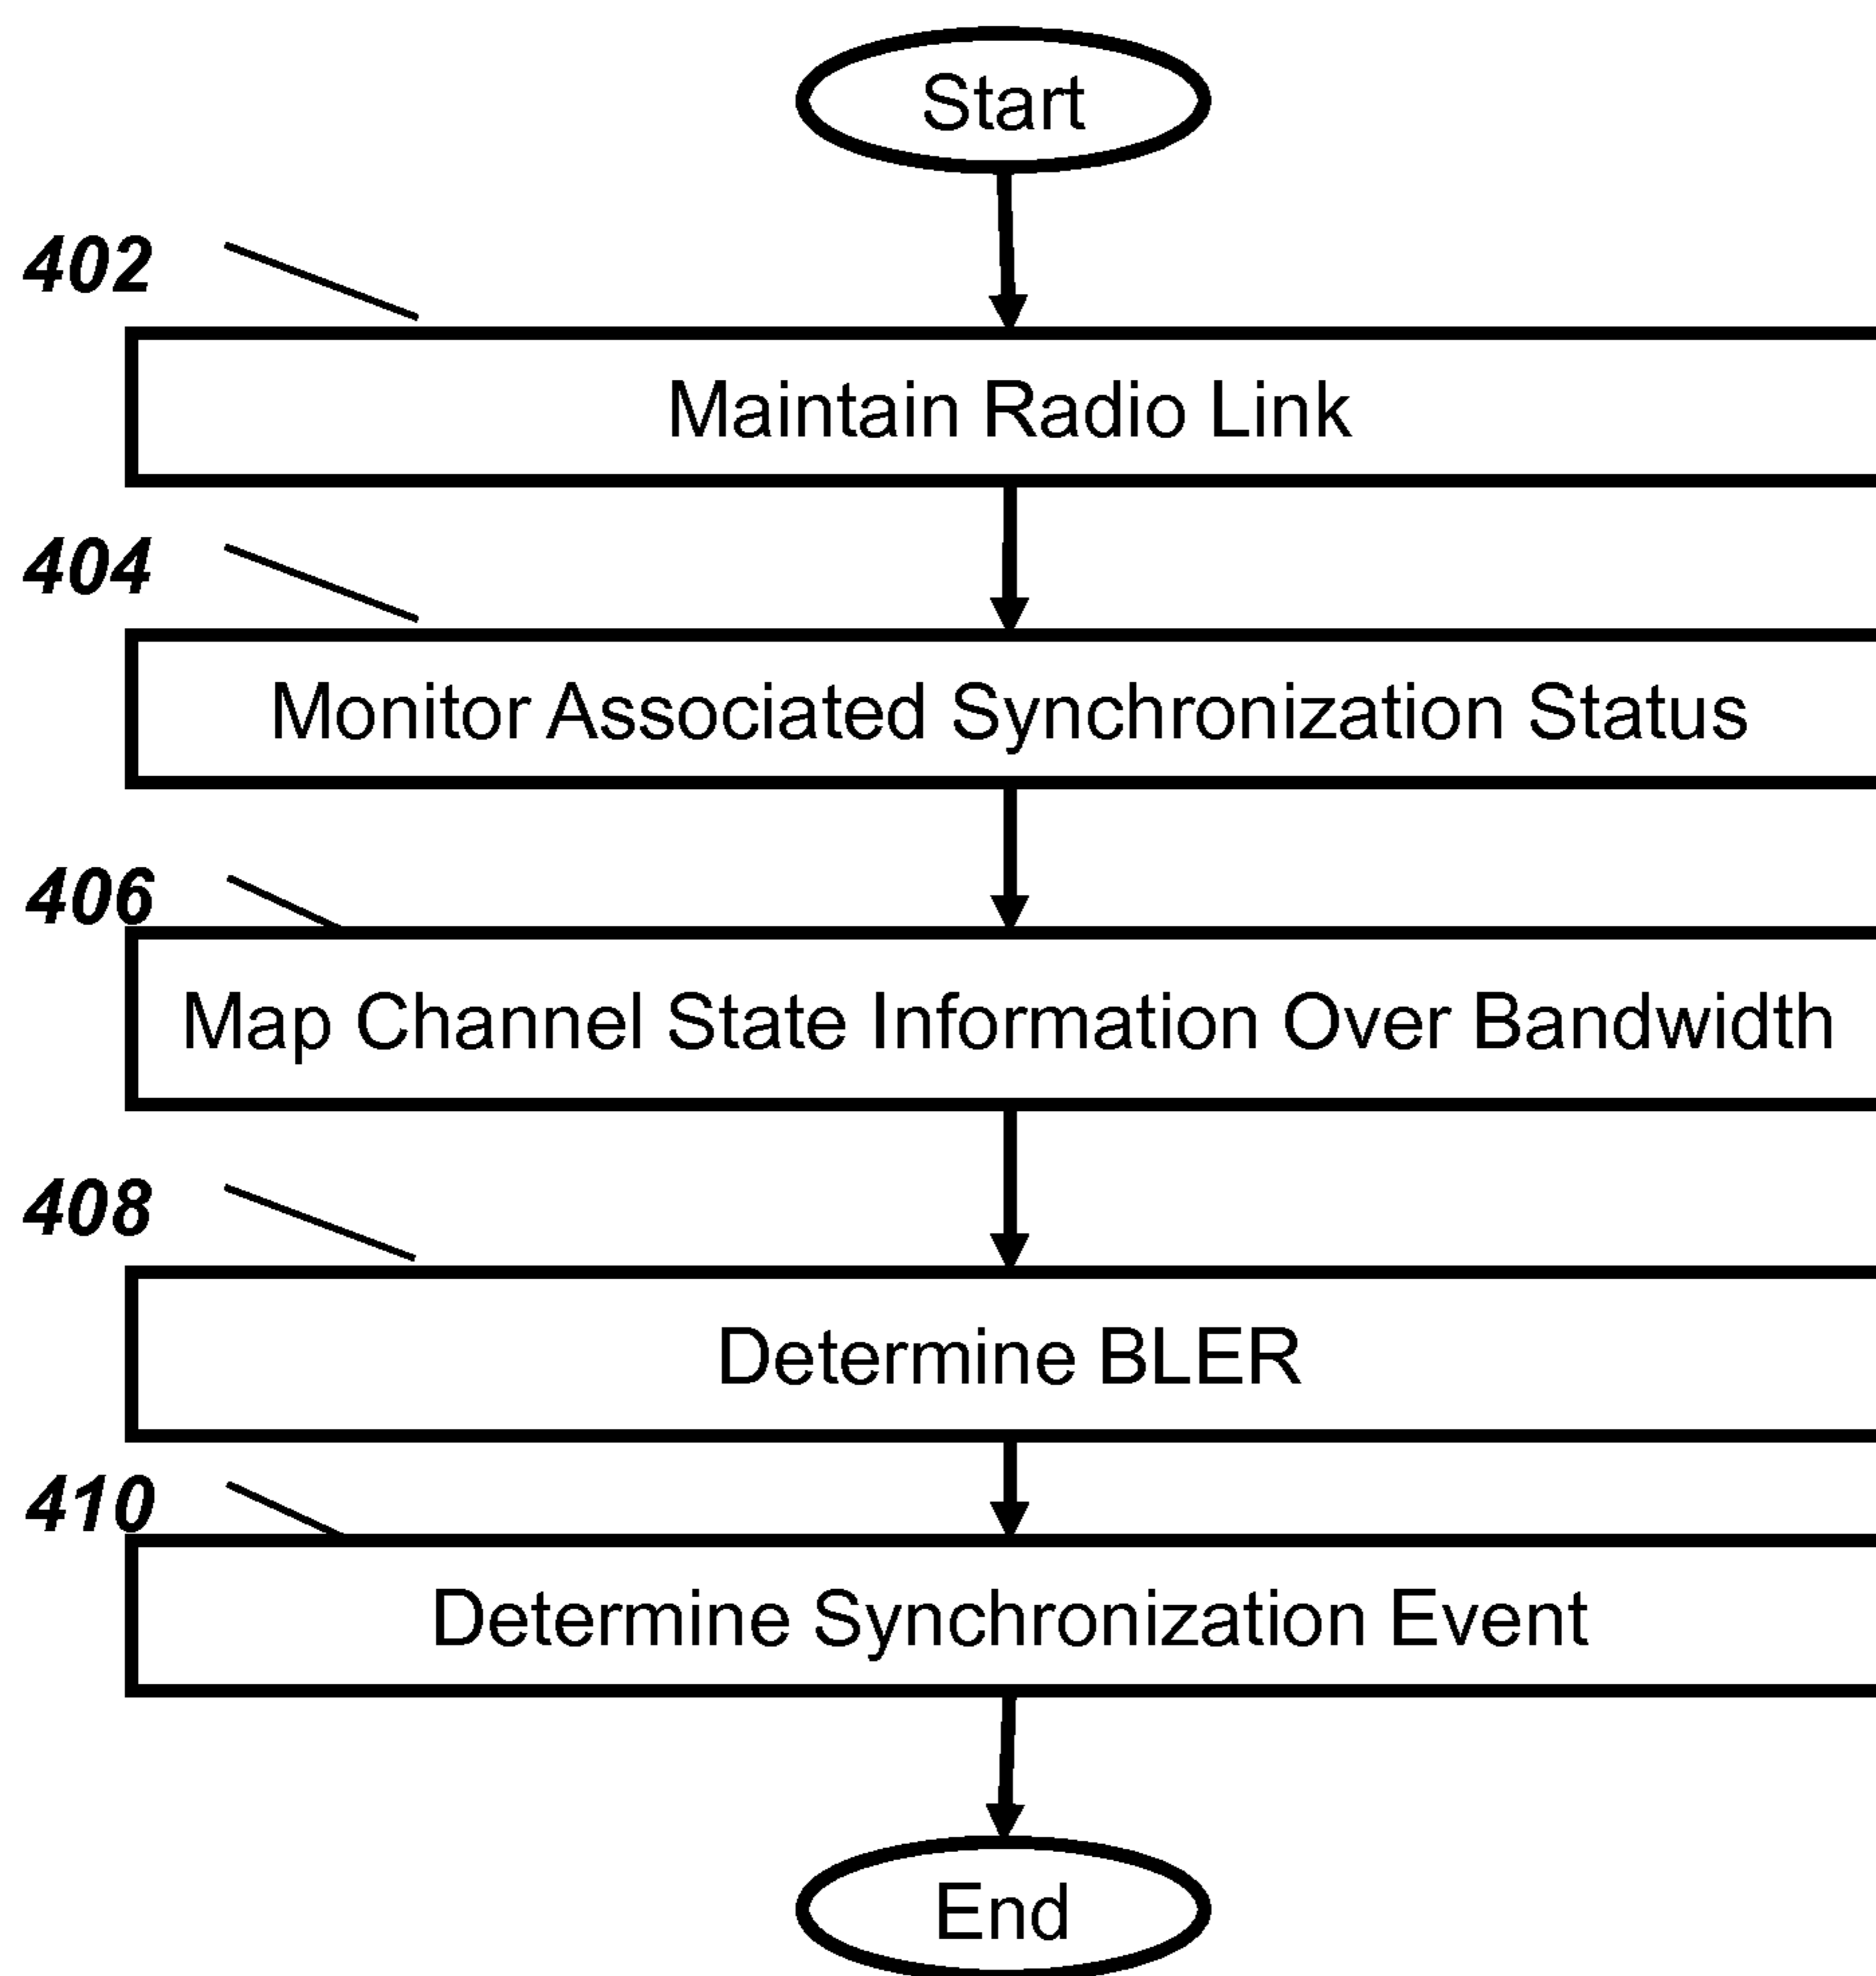 Start
402
Maintain Radio Link
404
Monitor Associated Synchronization Status
406
Map Channel State Information Over Bandwidth
408
Determine BLER
410
Determine Synchronization Event
End